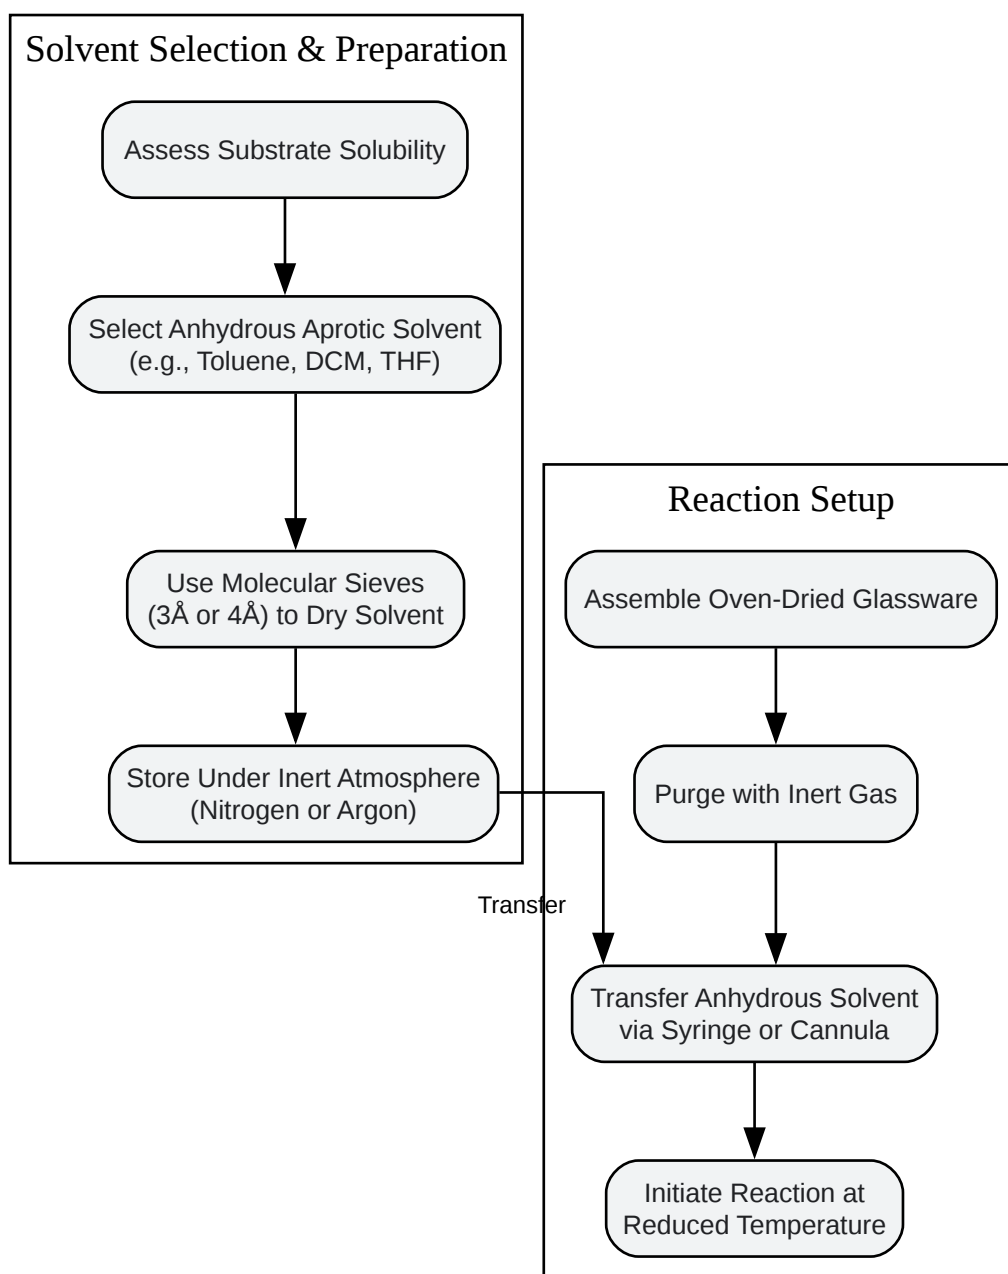 Solvent Selection & Preparation
Assess Substrate Solubility
Select Anhydrous Aprotic Solvent
(e.g., Toluene, DCM, THF)
Use Molecular Sieves
(3Å or 4Å) to Dry Solvent
Store Under Inert Atmosphere
(Nitrogen or Argon)
Transfer
Reaction Setup
Assemble Oven-Dried Glassware
Purge with Inert Gas
Transfer Anhydrous Solvent
via Syringe or Cannula
Initiate Reaction at
Reduced Temperature